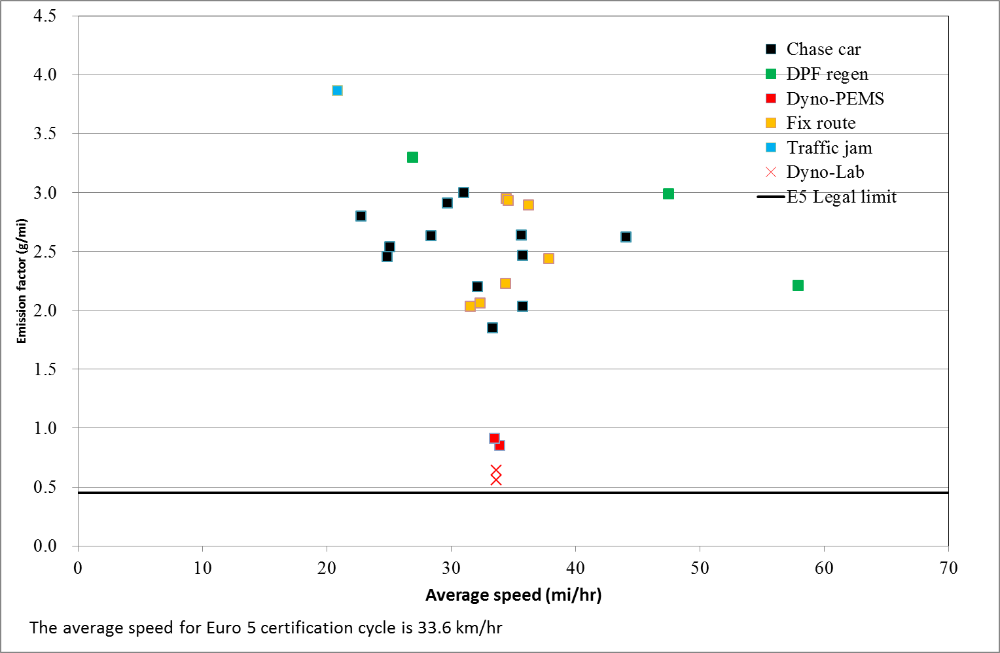 4.5
4.0
3.5
3.0
2.5
2.0
1.5
1.0
0.5
0.0
Emission factor (g/mi)
Chase car
DPF regen
Dyno-PEMS
Fix route
Traffic jam
Dyno-Lab
E5 Legal limit
0 10 20 30 40 50 60 70
Average speed (mi/hr)
The average speed for Euro 5 certification cycle is 33.6 km/hr